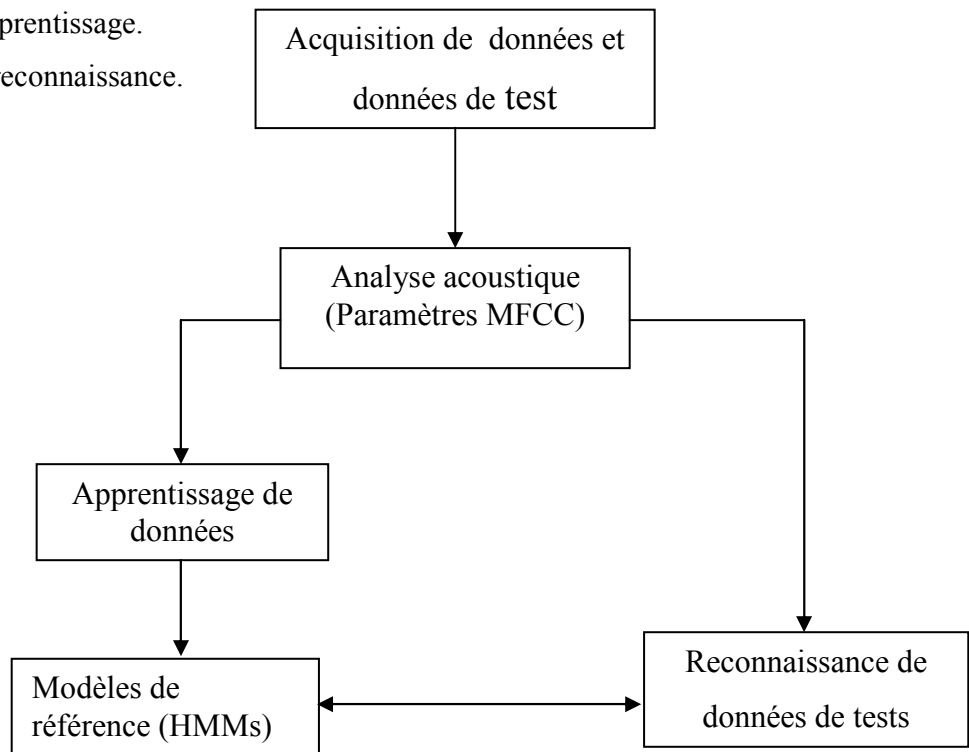 prentissage.
reconnaissance.
Acquisition de données et
données de test
Analyse acoustique
(Paramètres MFCC)
Apprentissage de
données
Modèles de
référence (HMMs)
Reconnaissance de
données de tests